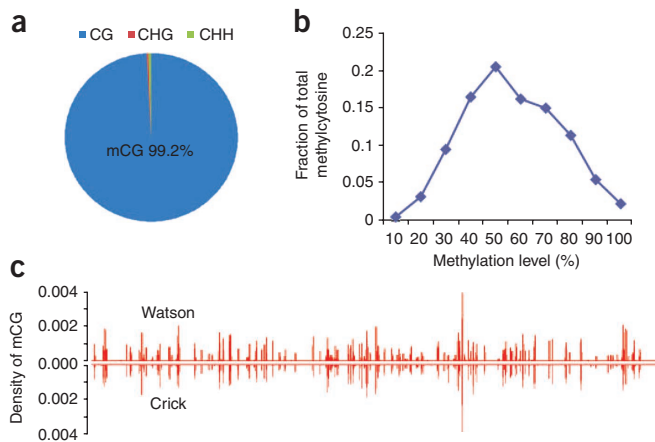 a
CG CHG CHH
mCG 99.2%
b
Fraction of total
methylcytosine
0.25
0.2
0.15
0.1
0.05
0
10 20 30 40 50 60 70 80 90 100
Methylation level (%)
c
Density of mCG
0.004
0.002
0.000
0.002
0.004
Watson
Crick